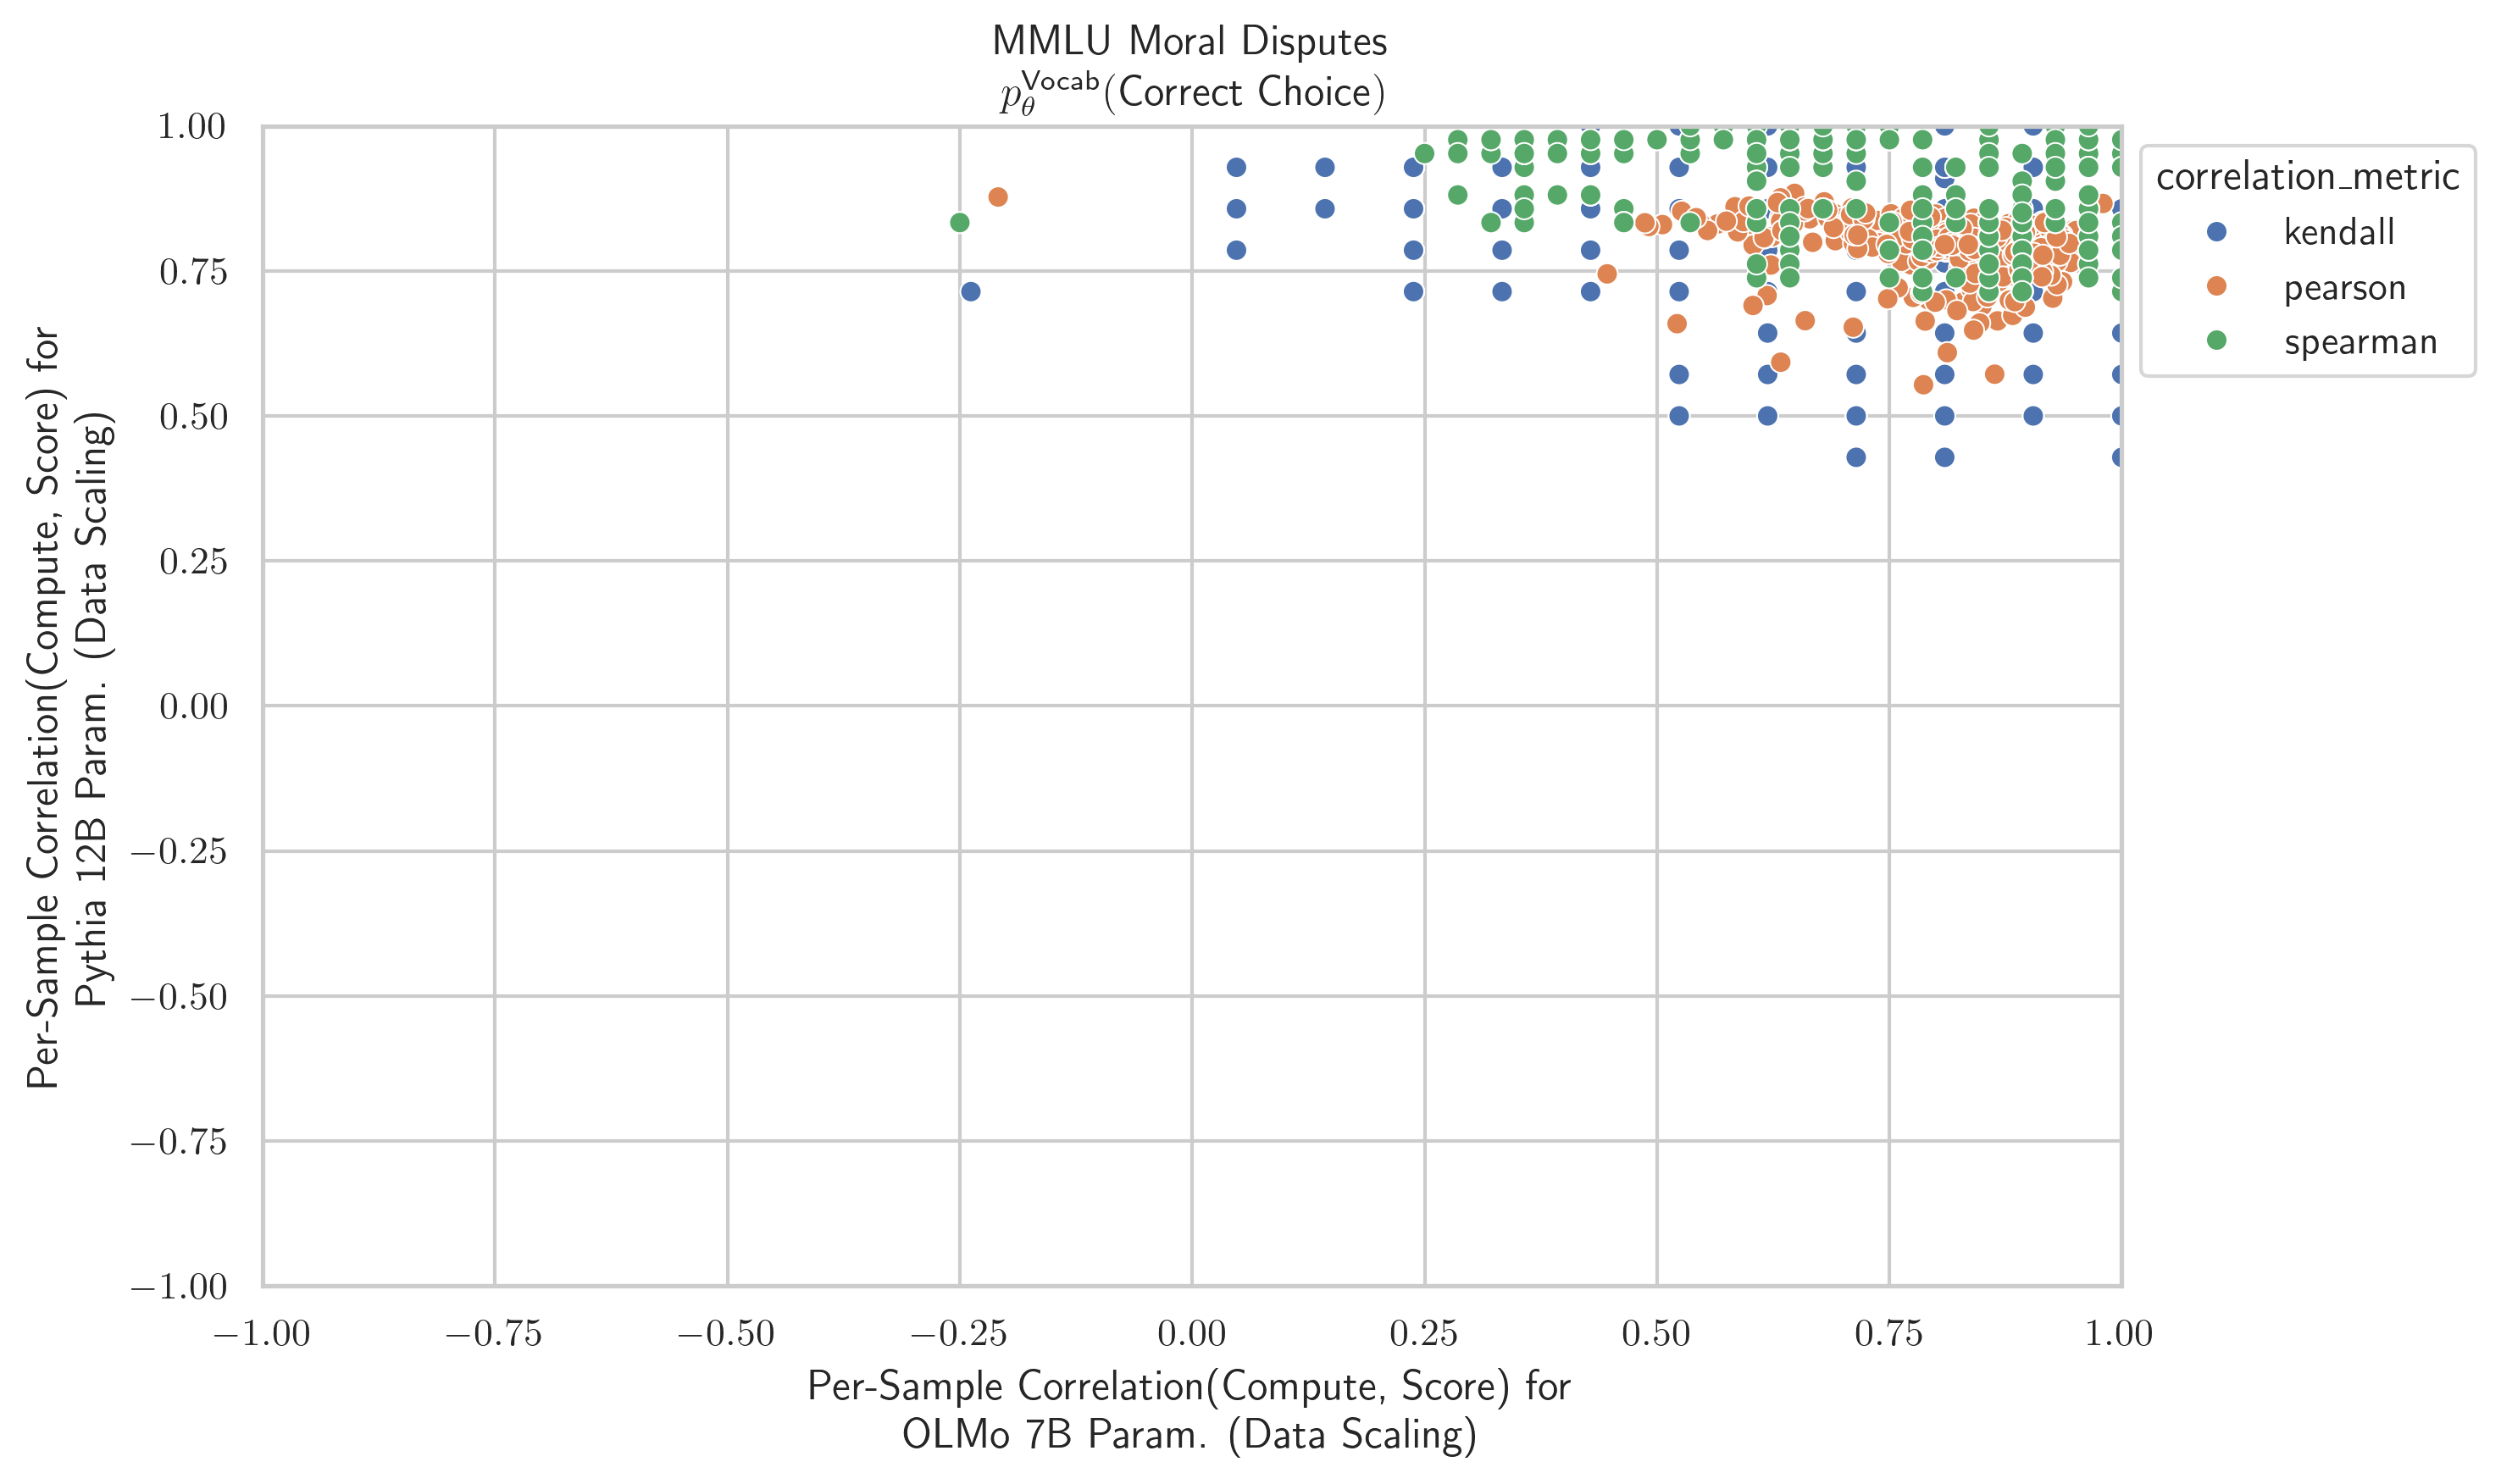 MMLU Moral Disputes
p_θ^Vocab(Correct Choice)
1.00
0.75
0.50
0.25
0.00
−0.25
−0.50
−0.75
−1.00
Per-Sample Correlation(Compute, Score) for
Pythia 12B Param. (Data Scaling)
−1.00 −0.75 −0.50 −0.25 0.00 0.25 0.50 0.75 1.00
Per-Sample Correlation(Compute, Score) for
OLMo 7B Param. (Data Scaling)
correlation_metric
kendall
pearson
spearman